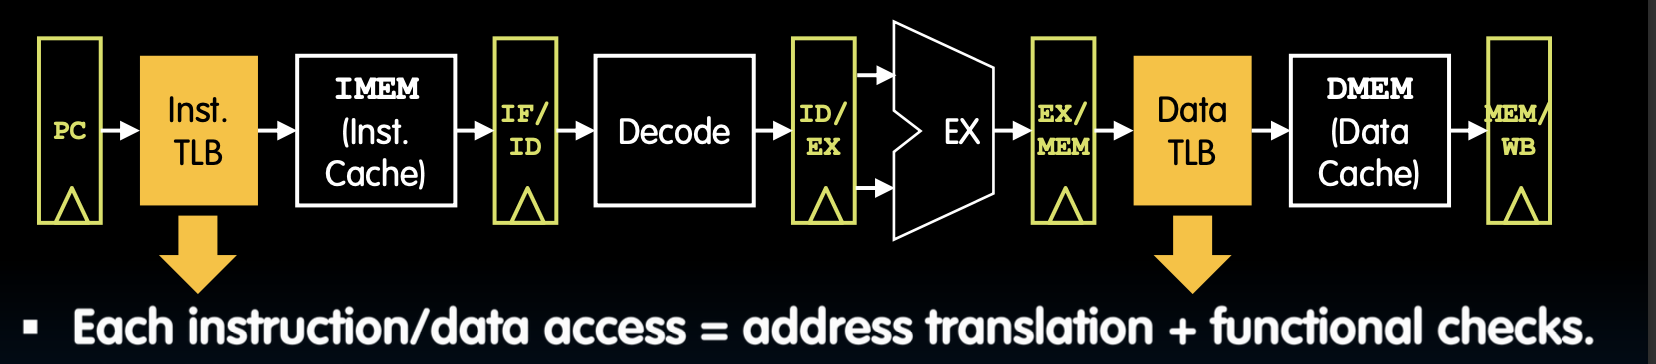 PC
Inst.
TLB
IMEM
(Inst.
Cache)
IF/
ID
Decode
ID/
EX
EX
EX/
MEM
Data
TLB
DMEM
(Data
Cache)
MEM/
WB
▪ Each instruction/data access = address translation + functional checks.